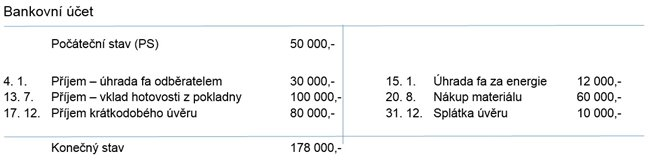 Bankovní účet
Počáteční stav (PS) 50 000,-
4. 1. Příjem – úhrada fa odběratelem 30 000,- 15. 1. Úhrada fa za energie 12 000,-
13. 7. Příjem – vklad hotovosti z pokladny 100 000,- 20. 8. Nákup materiálu 60 000,-
17. 12. Příjem krátkodobého úvěru 80 000,- 31. 12. Splátka úvěru 10 000,-
Konečný stav 178 000,-